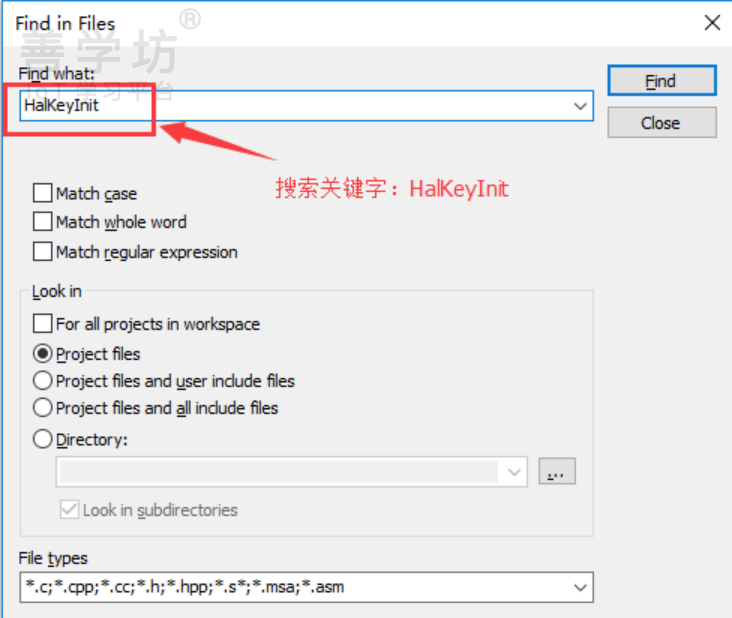 Find in Files
善学坊®
Find what:
IoT 学习平台
HalKeyInit
Find
Close
搜索关键字：HalKeyInit
Match case
Match whole word
Match regular expression
Look in
For all projects in workspace
Project files
Project files and user include files
Project files and all include files
Directory:
...
Look in subdirectories
File types
*.c;*.cpp;*.cc;*.h;*.hpp;*.s*;*.msa;*.asm